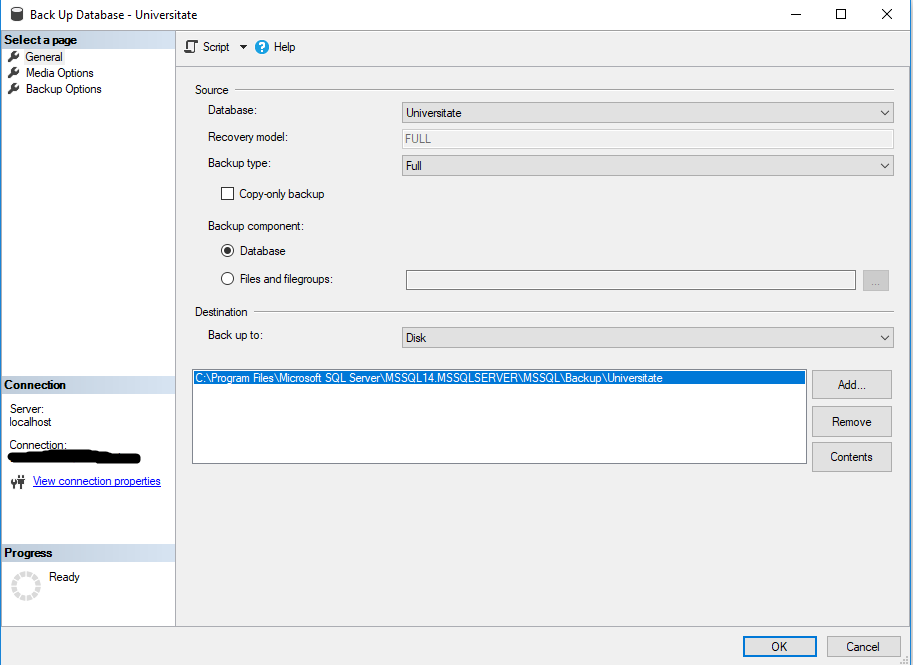 Back Up Database - Universitate
Select a page
General
Media Options
Backup Options
Script
Help
Source
Database:
Universitate
Recovery model:
FULL
Backup type:
Full
Copy-only backup
Backup component:
Database
Files and filegroups:
...
Destination
Back up to:
Disk
C:\Program Files\Microsoft SQL Server\MSSQL14.MSSQLSERVER\MSSQL\Backup\Universitate
Add...
Remove
Contents
Connection
Server:
localhost
Connection:
View connection properties
Progress
Ready
OK
Cancel